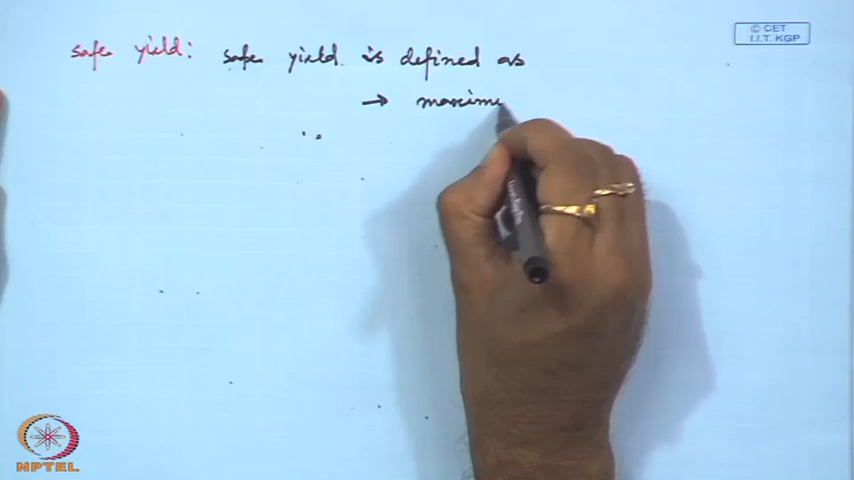 © CET
I.I.T. KGP
safe yield: safe yield is defined as
→ maximu
NPTEL